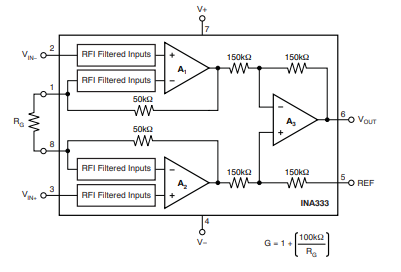 V+
7
2
VIN−
RFI Filtered Inputs
+
150kΩ
150kΩ
RFI Filtered Inputs
−
A1
1
50kΩ
−
RG
A3
6
VOUT
50kΩ
+
8
RFI Filtered Inputs
−
150kΩ
150kΩ
5
REF
3
VIN+
RFI Filtered Inputs
+
A2
INA333
4
V−
G = 1 + [100kΩ
RG]